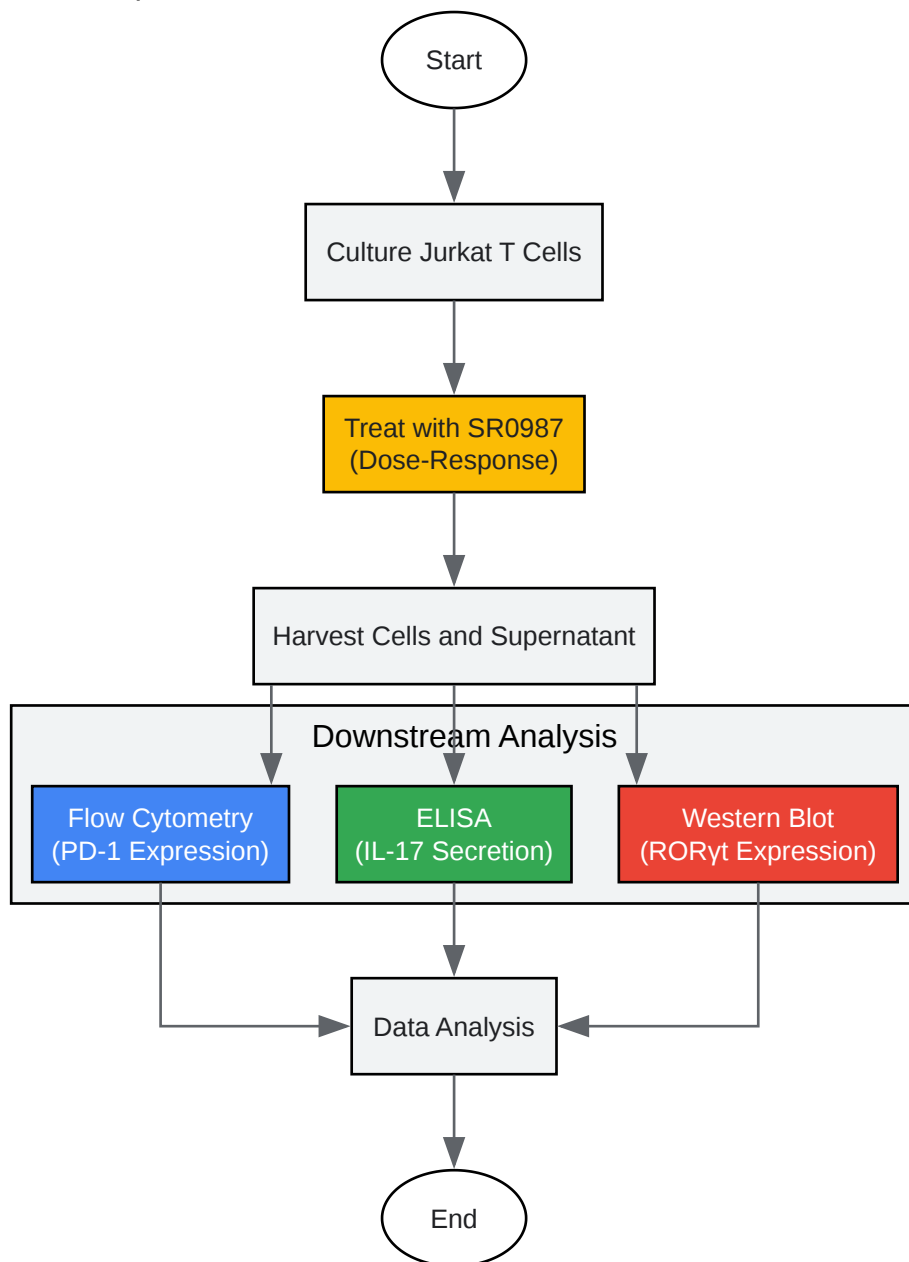 Start
Culture Jurkat T Cells
Treat with SR0987
(Dose-Response)
Harvest Cells and Supernatant
Downstream Analysis
Flow Cytometry
(PD-1 Expression)
ELISA
(IL-17 Secretion)
Western Blot
(RORγt Expression)
Data Analysis
End